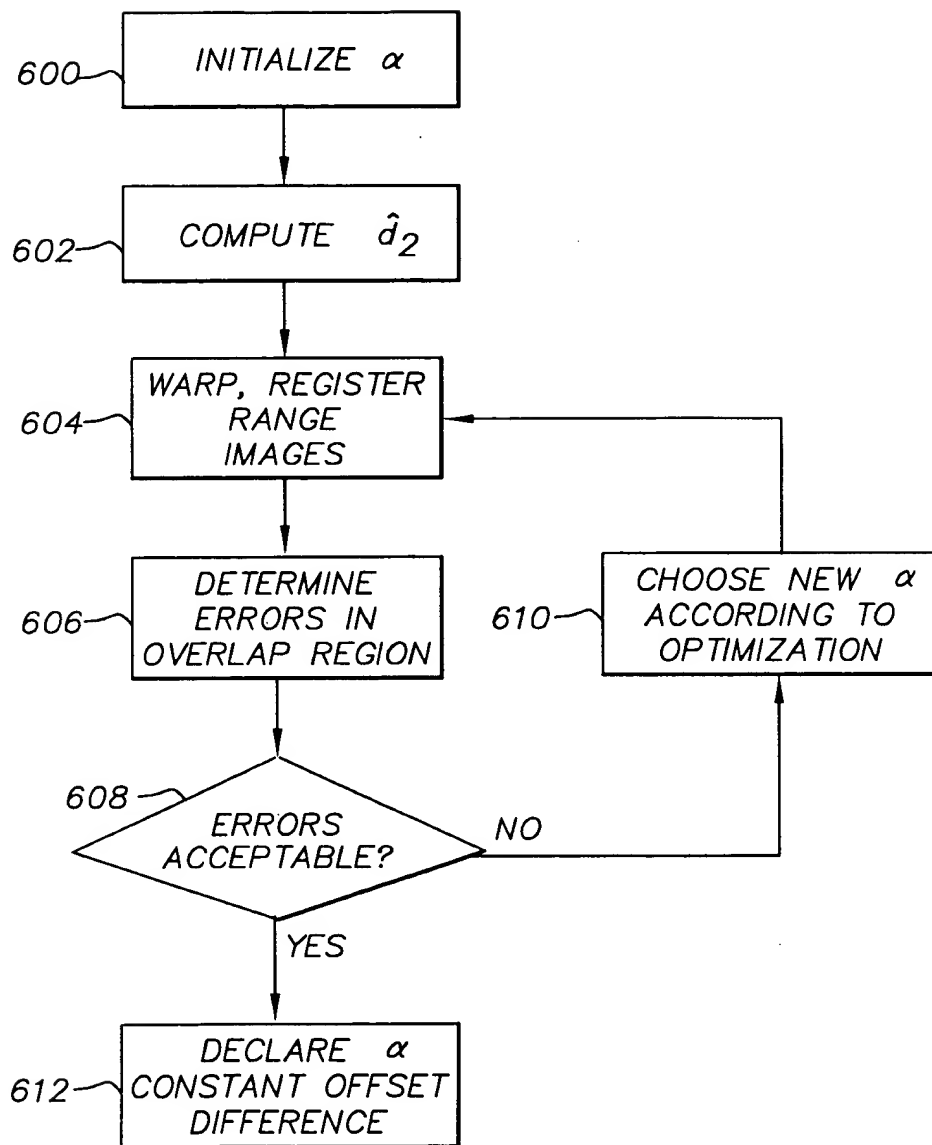 600
INITIALIZE α
602
COMPUTE d̂₂
604
WARP, REGISTER
RANGE
IMAGES
606
DETERMINE
ERRORS IN
OVERLAP REGION
610
CHOOSE NEW α
ACCORDING TO
OPTIMIZATION
608
ERRORS
ACCEPTABLE?
NO
YES
612
DECLARE α
CONSTANT OFFSET
DIFFERENCE